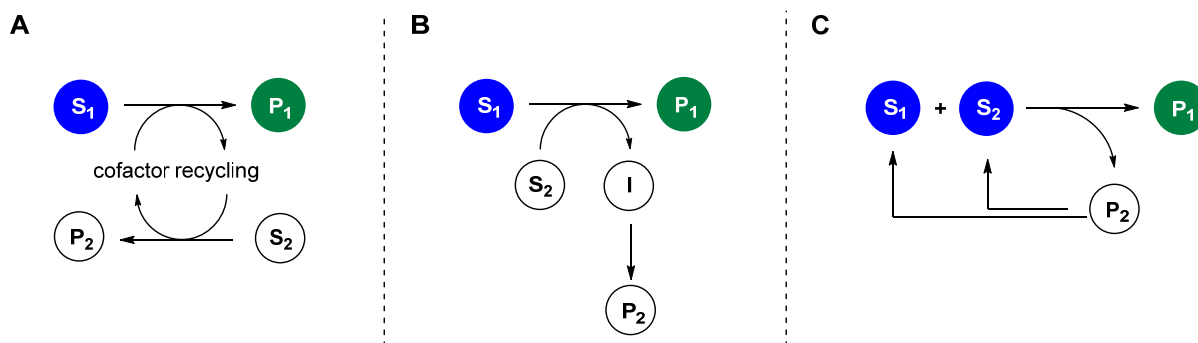 A
S₁
P₁
cofactor recycling
P₂
S₂
B
S₁
P₁
S₂
I
P₂
C
S₁ + S₂
P₁
P₂